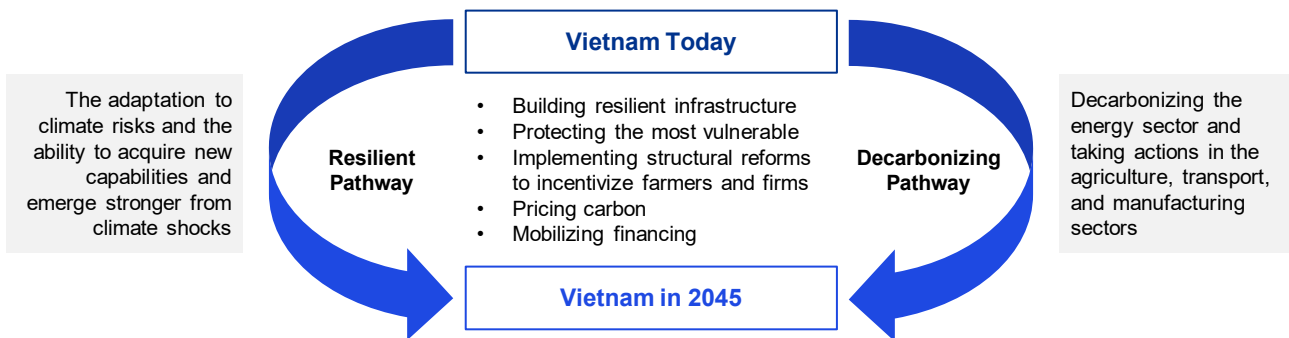 Vietnam Today
The adaptation to
climate risks and the
ability to acquire new
capabilities and
emerge stronger from
climate shocks
Resilient
Pathway
• Building resilient infrastructure
• Protecting the most vulnerable
• Implementing structural reforms
to incentivize farmers and firms
• Pricing carbon
• Mobilizing financing
Decarbonizing
Pathway
Decarbonizing the
energy sector and
taking actions in the
agriculture, transport,
and manufacturing
sectors
Vietnam in 2045